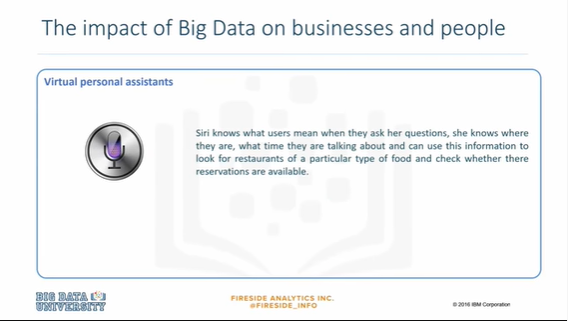 The impact of Big Data on businesses and people
Virtual personal assistants
Siri knows what users mean when they ask her questions, she knows where
they are, what time they are talking about and can use this information to
look for restaurants of a particular type of food and check whether there
reservations are available.
BIG DATA
UNIVERSITY
FIRESIDE ANALYTICS INC.
@FIRESIDE_INFO
© 2016 IBM Corporation